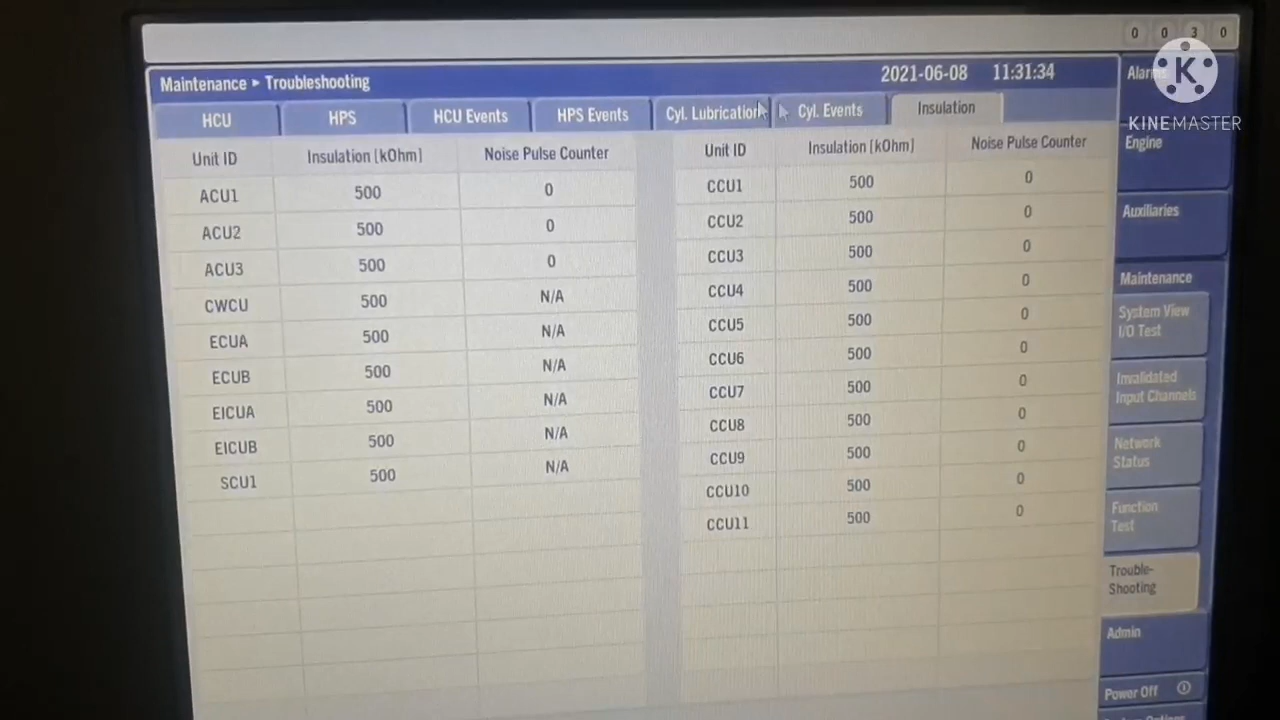 0 0 3 0
Maintenance ▸ Troubleshooting 2021-06-08 11:31:34
HCU HPS HCU Events HPS Events Cyl. Lubrication Cyl. Events Insulation
Unit ID Insulation [kOhm] Noise Pulse Counter Unit ID Insulation [kOhm] Noise Pulse Counter
ACU1 500 0 CCU1 500 0
ACU2 500 0 CCU2 500 0
ACU3 500 0 CCU3 500 0
CWCU 500 N/A CCU4 500 0
ECUA 500 N/A CCU5 500 0
ECUB 500 N/A CCU6 500 0
EICUA 500 N/A CCU7 500 0
EICUB 500 N/A CCU8 500 0
SCU1 500 N/A CCU9 500 0
CCU10 500 0
CCU11 500 0
K
KINEMASTER
Engine
Auxiliaries
Maintenance
System View
I/O Test
Invalidated
Input Channels
Network
Status
Function
Test
Trouble-
Shooting
Admin
Power Off